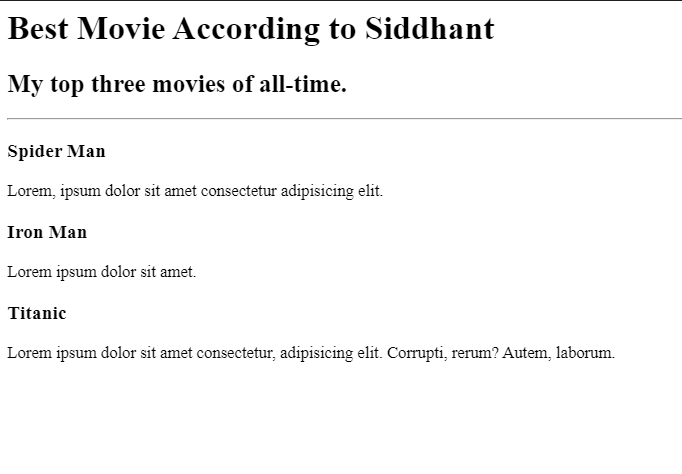 Best Movie According to Siddhant
My top three movies of all-time.
Spider Man
Lorem, ipsum dolor sit amet consectetur adipisicing elit.
Iron Man
Lorem ipsum dolor sit amet.
Titanic
Lorem ipsum dolor sit amet consectetur, adipisicing elit. Corrupti, rerum? Autem, laborum.